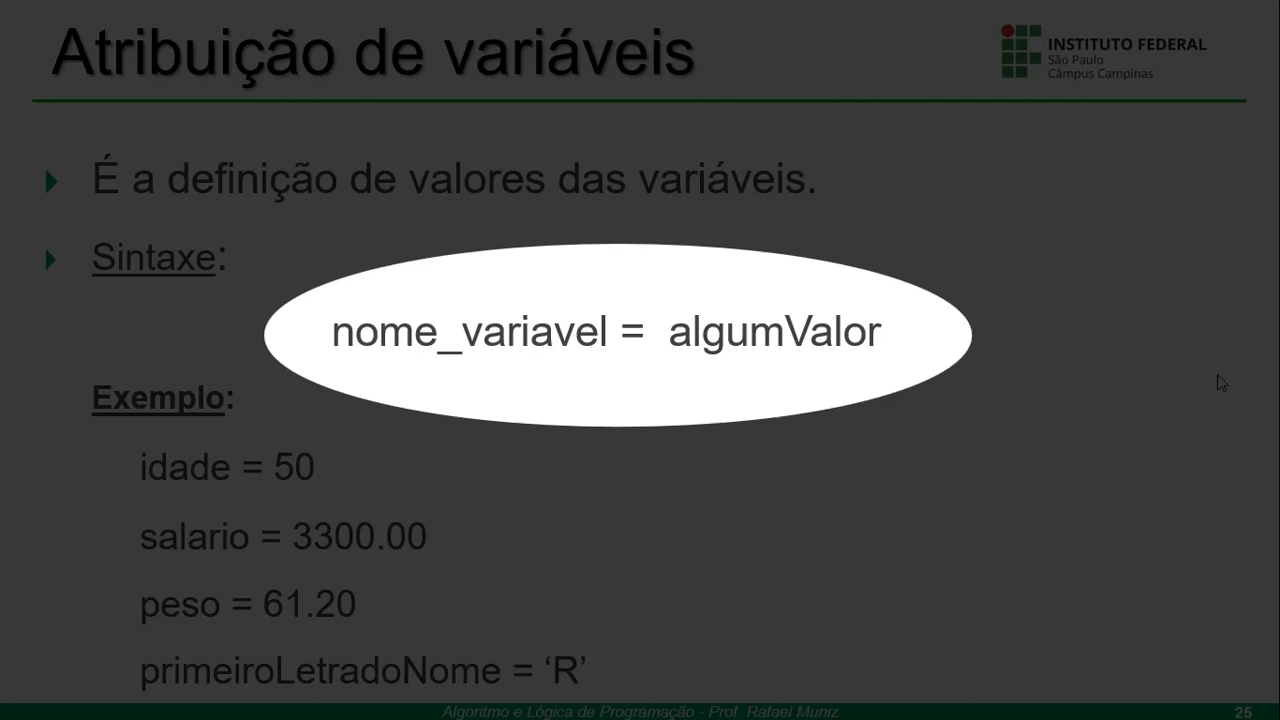 Atribuição de variáveis
INSTITUTO FEDERAL
São Paulo
Câmpus Campinas
É a definição de valores das variáveis.
Sintaxe:
nome_variavel = algumValor
Exemplo:
idade = 50
salario = 3300.00
peso = 61.20
primeiroLetradoNome = ‘R’
Algoritmo e Lógica de Programação - Prof. Rafael Muniz
25